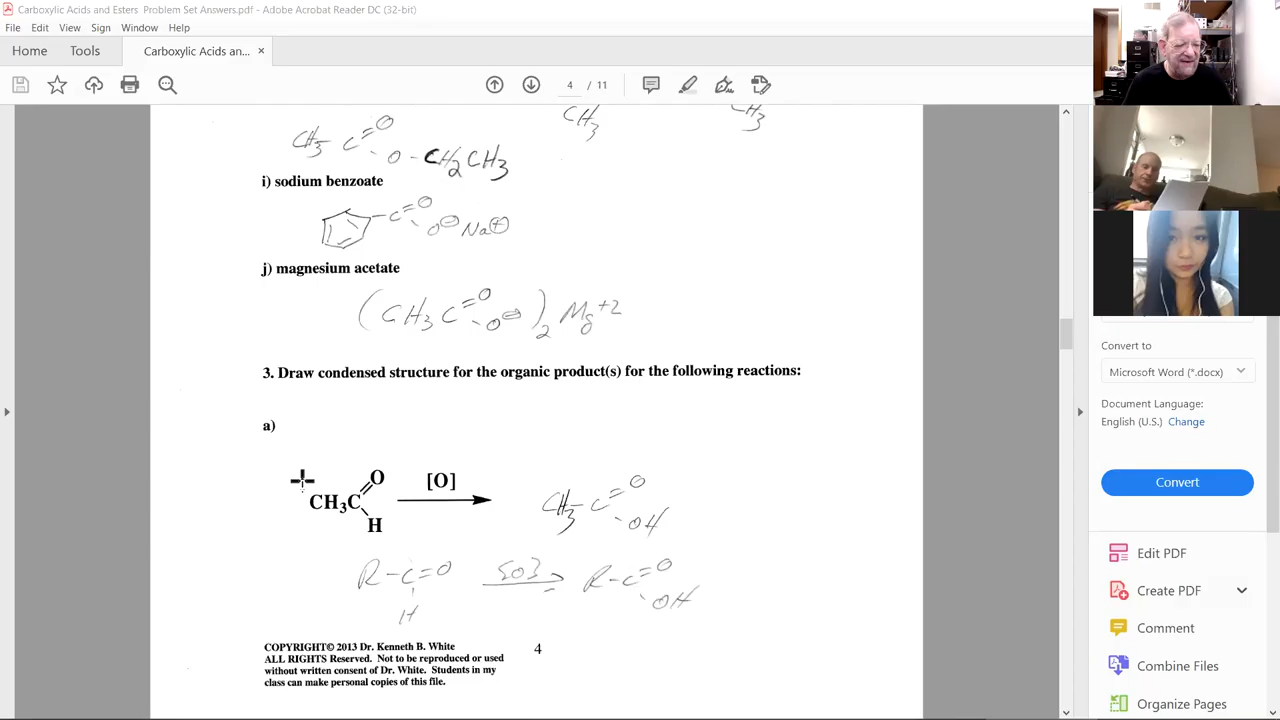 Carboxylic Acids and Esters Problem Set Answers.pdf - Adobe Acrobat Reader DC (32-bit)
File Edit View Sign Window Help
Home Tools Carboxylic Acids an... ×
4 / 11
CH3 CH3
CH3 C = O
O - CH2CH3
i) sodium benzoate
- C = O
O⊖ Na⊕
j) magnesium acetate
(CH3 C = O
O⊖)2 Mg+2
3. Draw condensed structure for the organic product(s) for the following reactions:
a)
O [O] O
CH3C CH3 - C
H OH
R - C = O [O] R - C = O
H OH
COPYRIGHT© 2013 Dr. Kenneth B. White
ALL RIGHTS Reserved. Not to be reproduced or used
without written consent of Dr. White. Students in my
class can make personal copies of this file.
4
Convert to
Microsoft Word (*.docx)
Document Language:
English (U.S.) Change
Convert
Edit PDF
Create PDF
Comment
Combine Files
Organize Pages